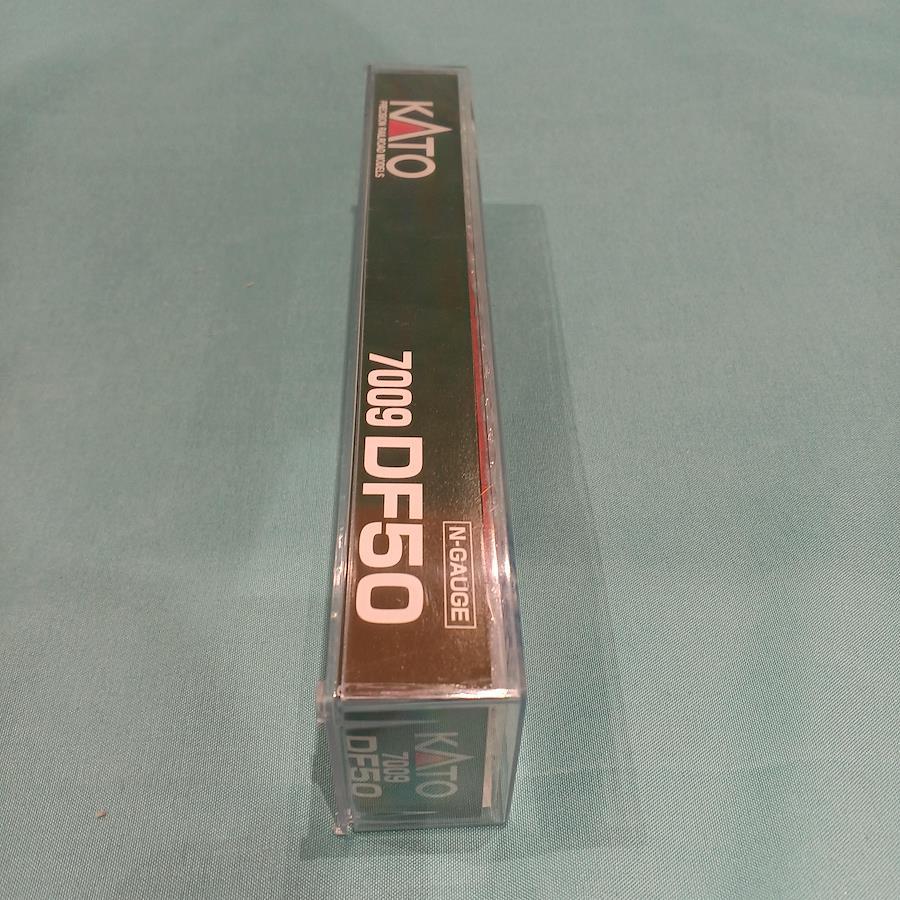 KATO
PRECISION RAILROAD MODELS
7009 DF50
N-GAUGE
KATO
7009
DF50